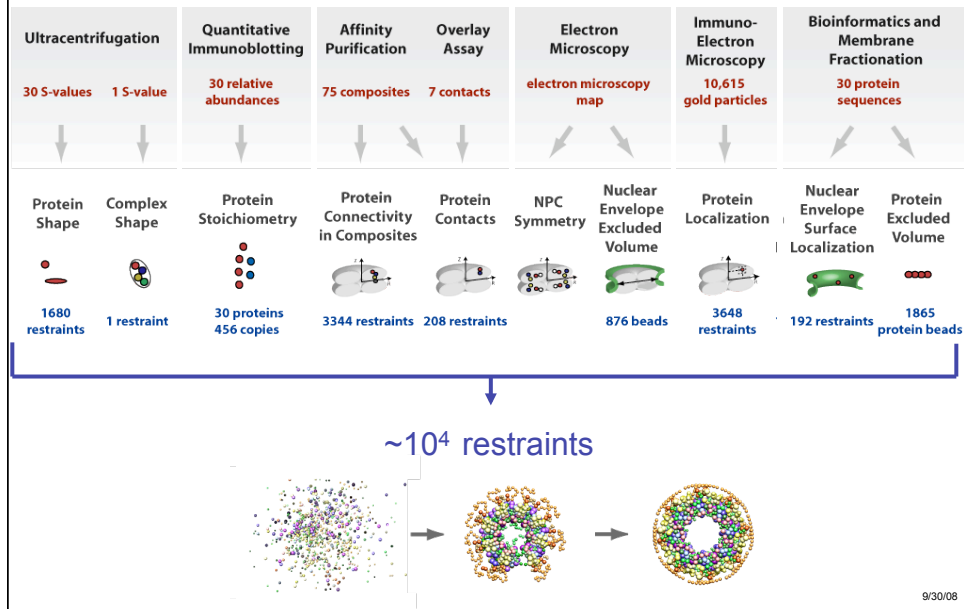 Ultracentrifugation
30 S-values
1 S-value
Quantitative
Immunoblotting
30 relative
abundances
Affinity
Purification
75 composites
Overlay
Assay
7 contacts
Electron
Microscopy
electron microscopy
map
Immuno-
Electron
Microscopy
10,615
gold particles
Bioinformatics and
Membrane
Fractionation
30 protein
sequences
Protein
Shape
1680
restraints
Complex
Shape
1 restraint
Protein
Stoichiometry
30 proteins
456 copies
Protein
Connectivity
in Composites
3344 restraints
Protein
Contacts
208 restraints
NPC
Symmetry
Nuclear
Envelope
Excluded
Volume
876 beads
Protein
Localization
3648
restraints
Nuclear
Envelope
Surface
Localization
192 restraints
Protein
Excluded
Volume
1865
protein beads
~10⁴ restraints
9/30/08